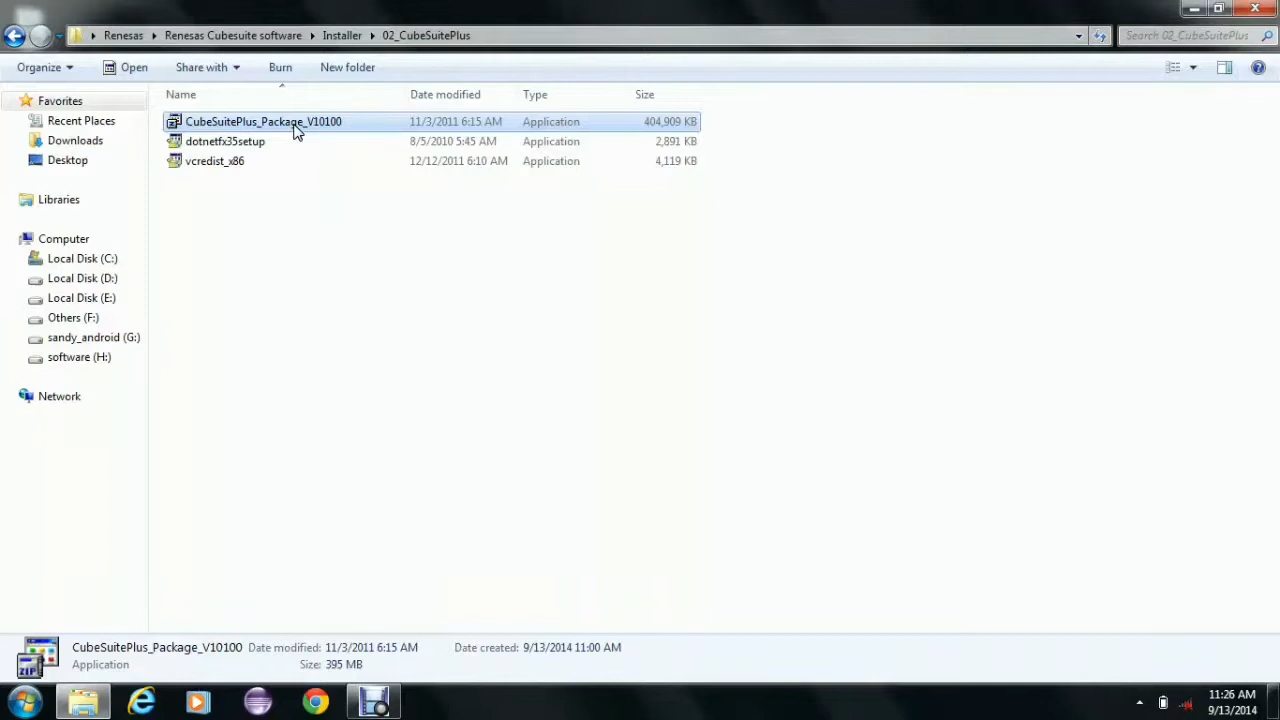 Renesas Renesas Cubesuite software Installer 02_CubeSuitePlus Search 02_CubeSuitePlus
Organize Open Share with Burn New folder
Name Date modified Type Size
Favorites
Recent Places
Downloads
Desktop
Libraries
Computer
Local Disk (C:)
Local Disk (D:)
Local Disk (E:)
Others (F:)
sandy_android (G:)
software (H:)
Network
CubeSuitePlus_Package_V10100 11/3/2011 6:15 AM Application 404,909 KB
dotnetfx35setup 8/5/2010 5:45 AM Application 2,891 KB
vcredist_x86 12/12/2011 6:10 AM Application 4,119 KB
CubeSuitePlus_Package_V10100 Date modified: 11/3/2011 6:15 AM Date created: 9/13/2014 11:00 AM
Application Size: 395 MB
ZIP
11:26 AM
9/13/2014